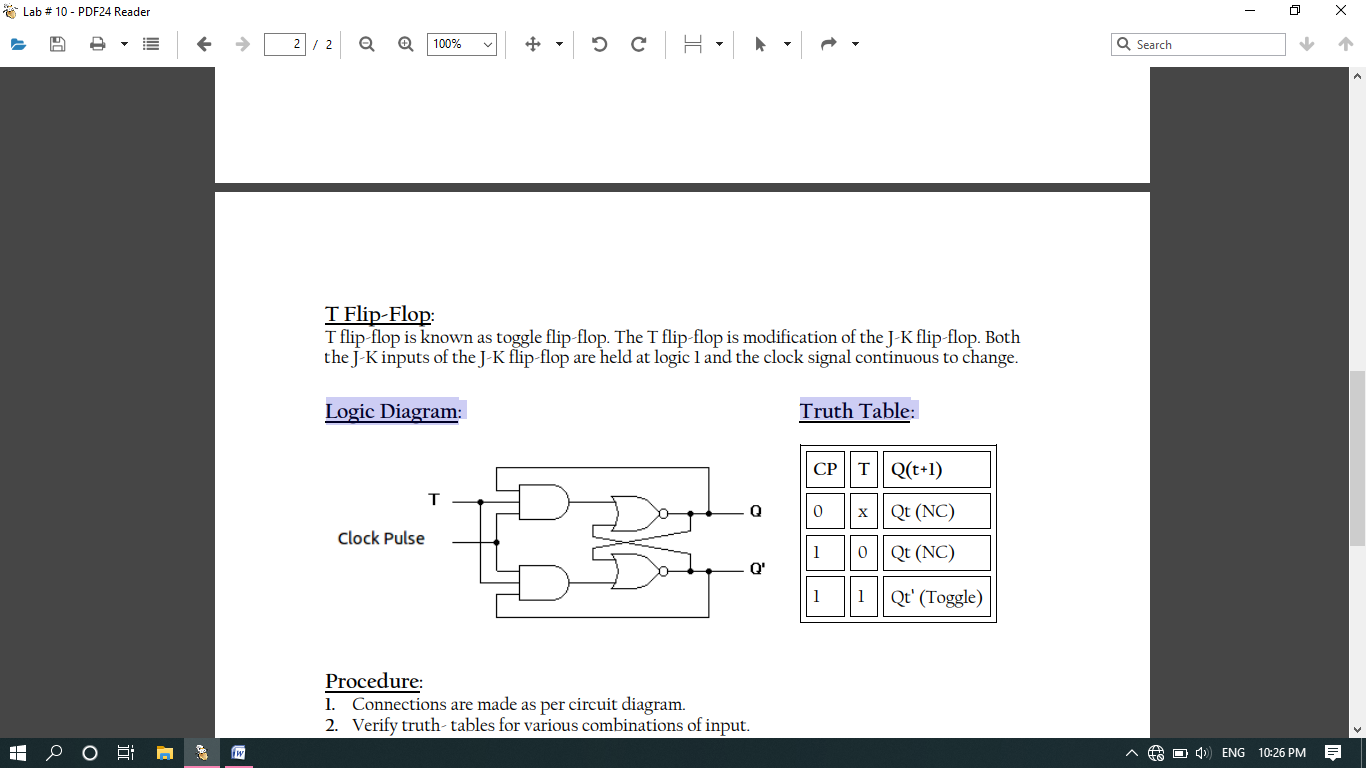 Lab # 10 - PDF24 Reader
2 / 2
100%
Search
T Flip-Flop:
T flip-flop is known as toggle flip-flop. The T flip-flop is modification of the J-K flip-flop. Both
the J-K inputs of the J-K flip-flop are held at logic 1 and the clock signal continuous to change.
Logic Diagram:
Truth Table:
T
Clock Pulse
Q
Q'
CP T Q(t+1)
0 x Qt (NC)
1 0 Qt (NC)
1 1 Qt' (Toggle)
Procedure:
1. Connections are made as per circuit diagram.
2. Verify truth- tables for various combinations of input.
ENG 10:26 PM